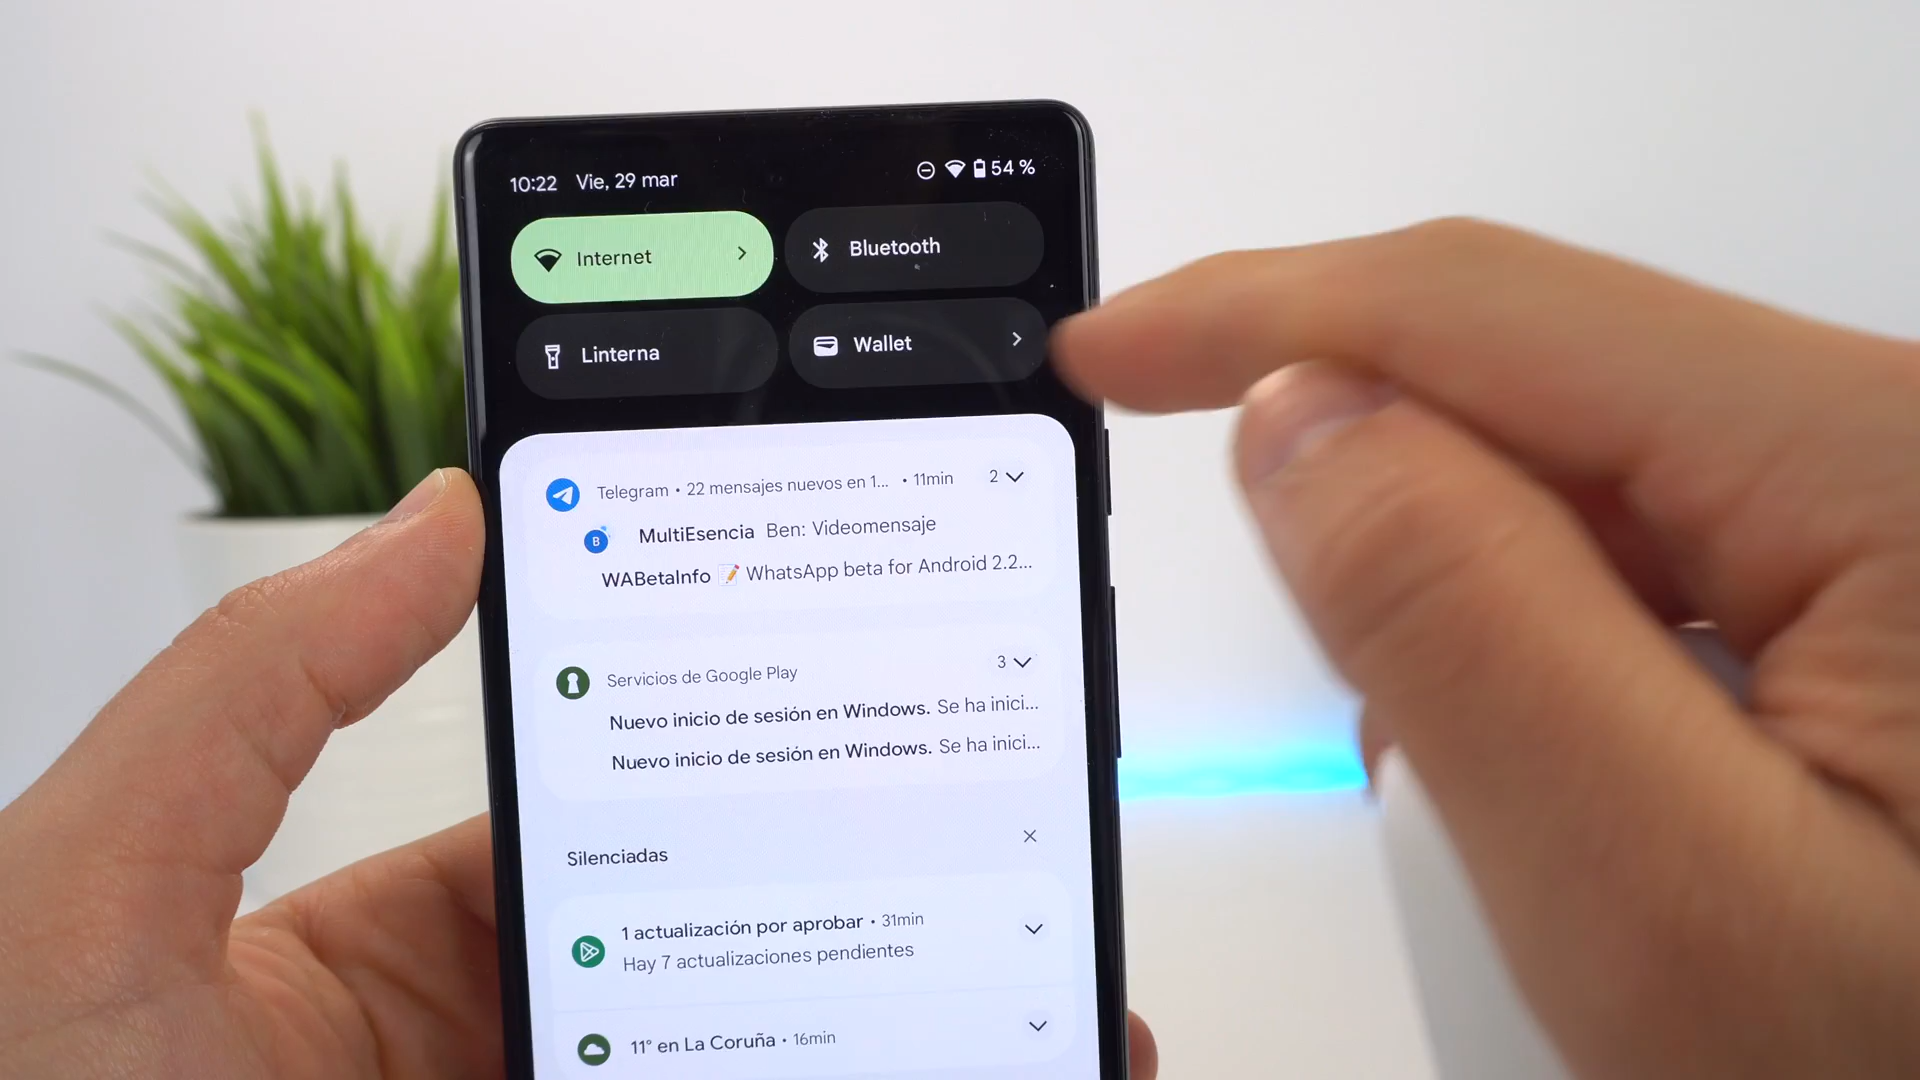 10:22 Vie, 29 mar 54 %
Internet
Bluetooth
Linterna
Wallet
Telegram • 22 mensajes nuevos en 1... • 11min 2
B
MultiEsencia Ben: Videomensaje
WABetaInfo 📝 WhatsApp beta for Android 2.2...
Servicios de Google Play 3
Nuevo inicio de sesión en Windows. Se ha inici...
Nuevo inicio de sesión en Windows. Se ha inici...
Silenciadas
1 actualización por aprobar • 31min
Hay 7 actualizaciones pendientes
11° en La Coruña • 16min